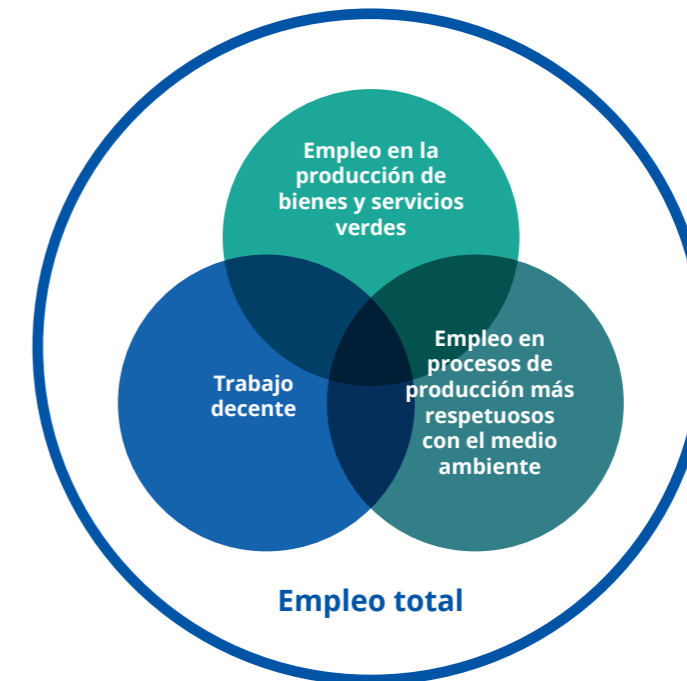 Empleo en la
producción de
bienes y servicios
verdes
Trabajo
decente
Empleo en
procesos de
producción más
respetuosos
con el medio
ambiente
Empleo total